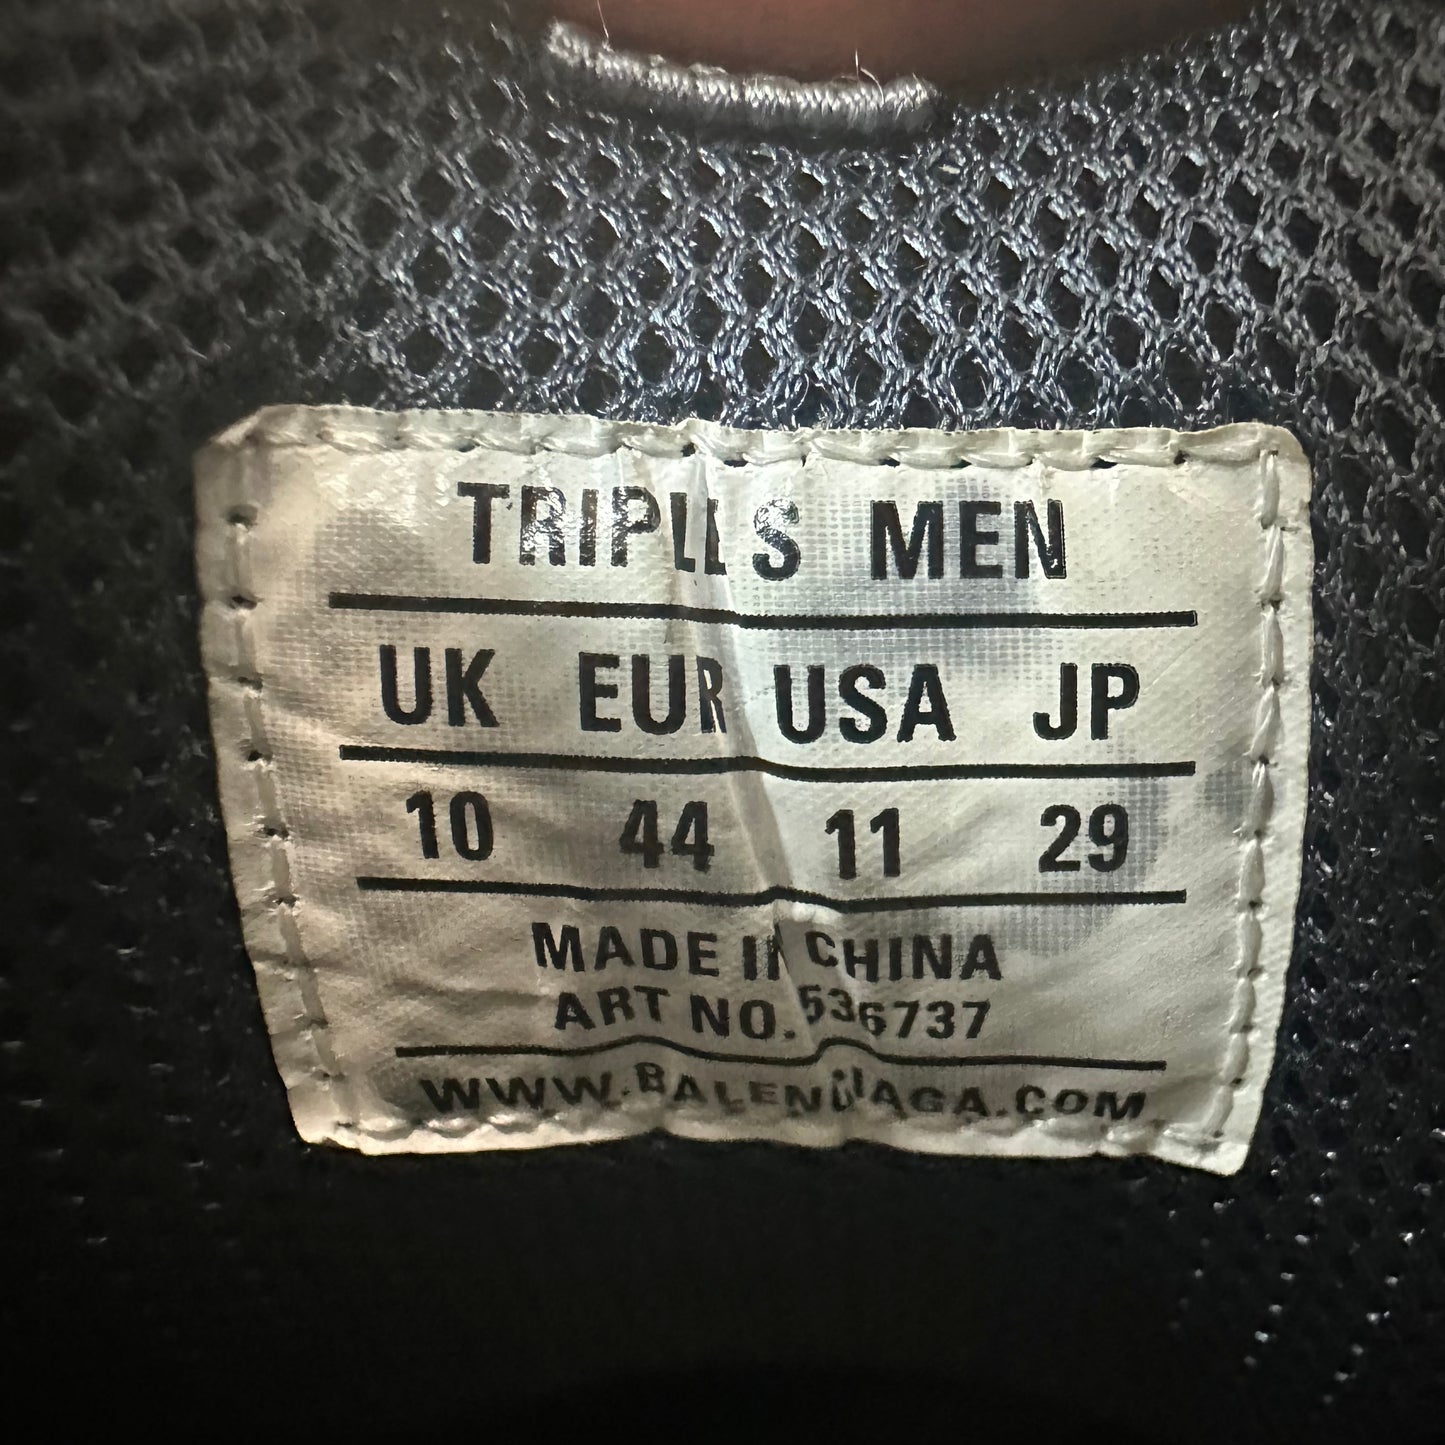 TRIPLE S MEN
UK EUR USA JP
10 44 11 29
MADE IN CHINA
ART NO. 536737
WWW.BALENCIAGA.COM